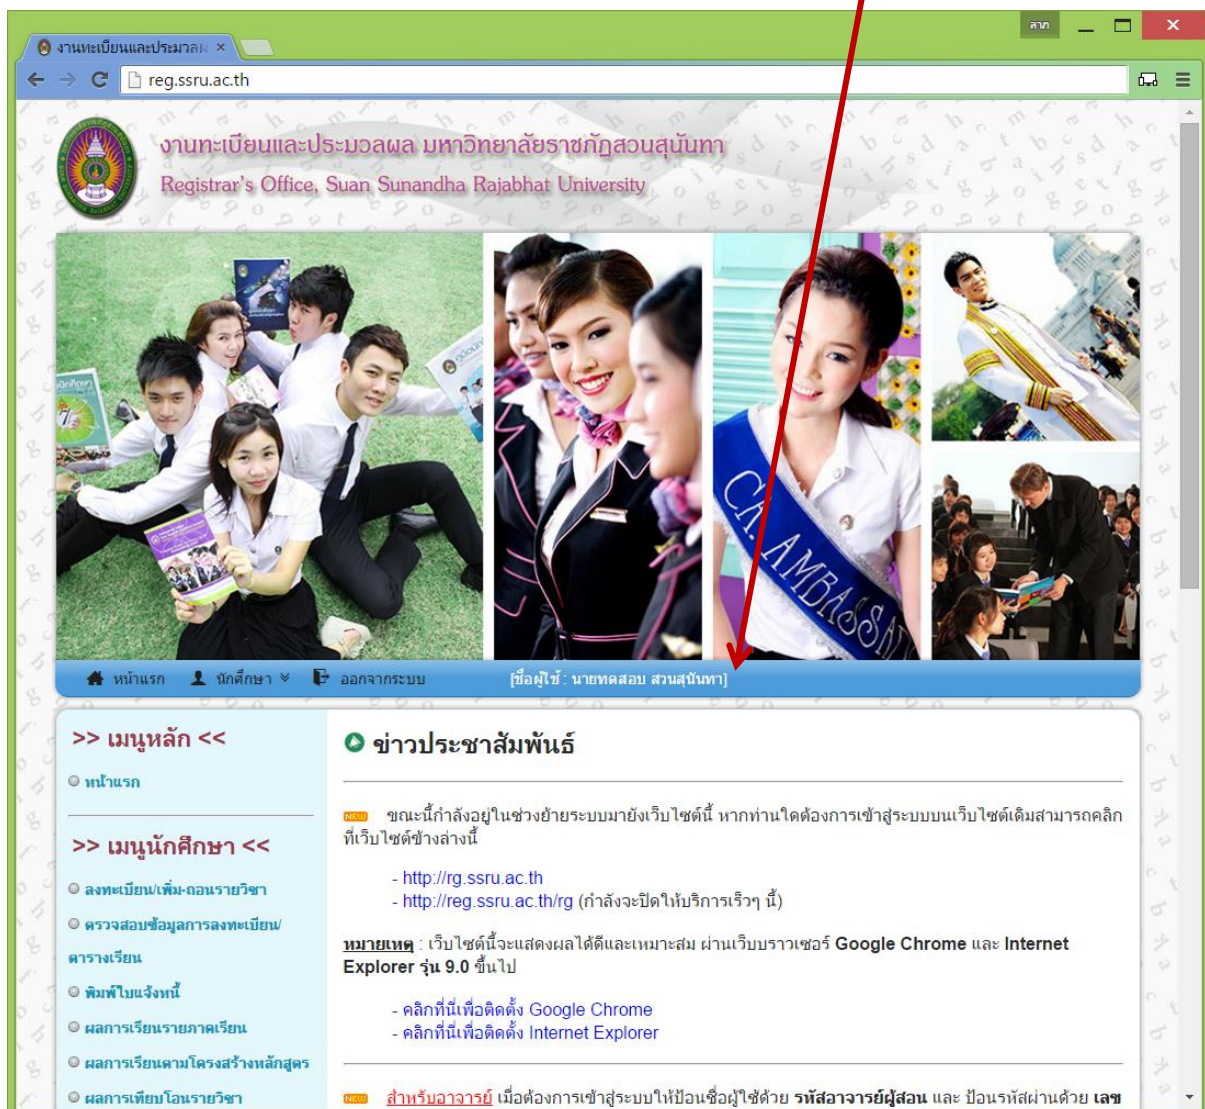 ลาภ
งานทะเบียนและประมวลผ
reg.ssru.ac.th
งานทะเบียนและประมวลผล มหาวิทยาลัยราชภัฏสวนสุนันทา
Registrar's Office, Suan Sunandha Rajabhat University
CK. AMBASSAD
หน้าแรก นักศึกษา ออกจากระบบ [ชื่อผู้ใช้ : นายทดสอบ สวนสุนันทา]
>> เมนูหลัก <<
หน้าแรก
>> เมนูนักศึกษา <<
ลงทะเบียน/เพิ่ม-ถอนรายวิชา
ตรวจสอบข้อมูลการลงทะเบียน/
ตารางเรียน
พิมพ์ใบแจ้งหนี้
ผลการเรียนรายภาคเรียน
ผลการเรียนตามโครงสร้างหลักสูตร
ผลการเทียบโอนรายวิชา
ข่าวประชาสัมพันธ์
NEW ขณะนี้กำลังอยู่ในช่วงย้ายระบบมายังเว็บไซต์นี้ หากท่านใดต้องการเข้าสู่ระบบบนเว็บไซต์เดิมสามารถคลิก
ที่เว็บไซต์ข้างล่างนี้
- http://rg.ssru.ac.th
- http://reg.ssru.ac.th/rg (กำลังจะปิดให้บริการเร็วๆ นี้)
หมายเหตุ : เว็บไซต์นี้จะแสดงผลได้ดีและเหมาะสม ผ่านเว็บบราวเซอร์ Google Chrome และ Internet
Explorer รุ่น 9.0 ขึ้นไป
- คลิกที่นี่เพื่อติดตั้ง Google Chrome
- คลิกที่นี่เพื่อติดตั้ง Internet Explorer
NEW สำหรับอาจารย์ เมื่อต้องการเข้าสู่ระบบให้ป้อนชื่อผู้ใช้ด้วย รหัสอาจารย์ผู้สอน และ ป้อนรหัสผ่านด้วย เลข